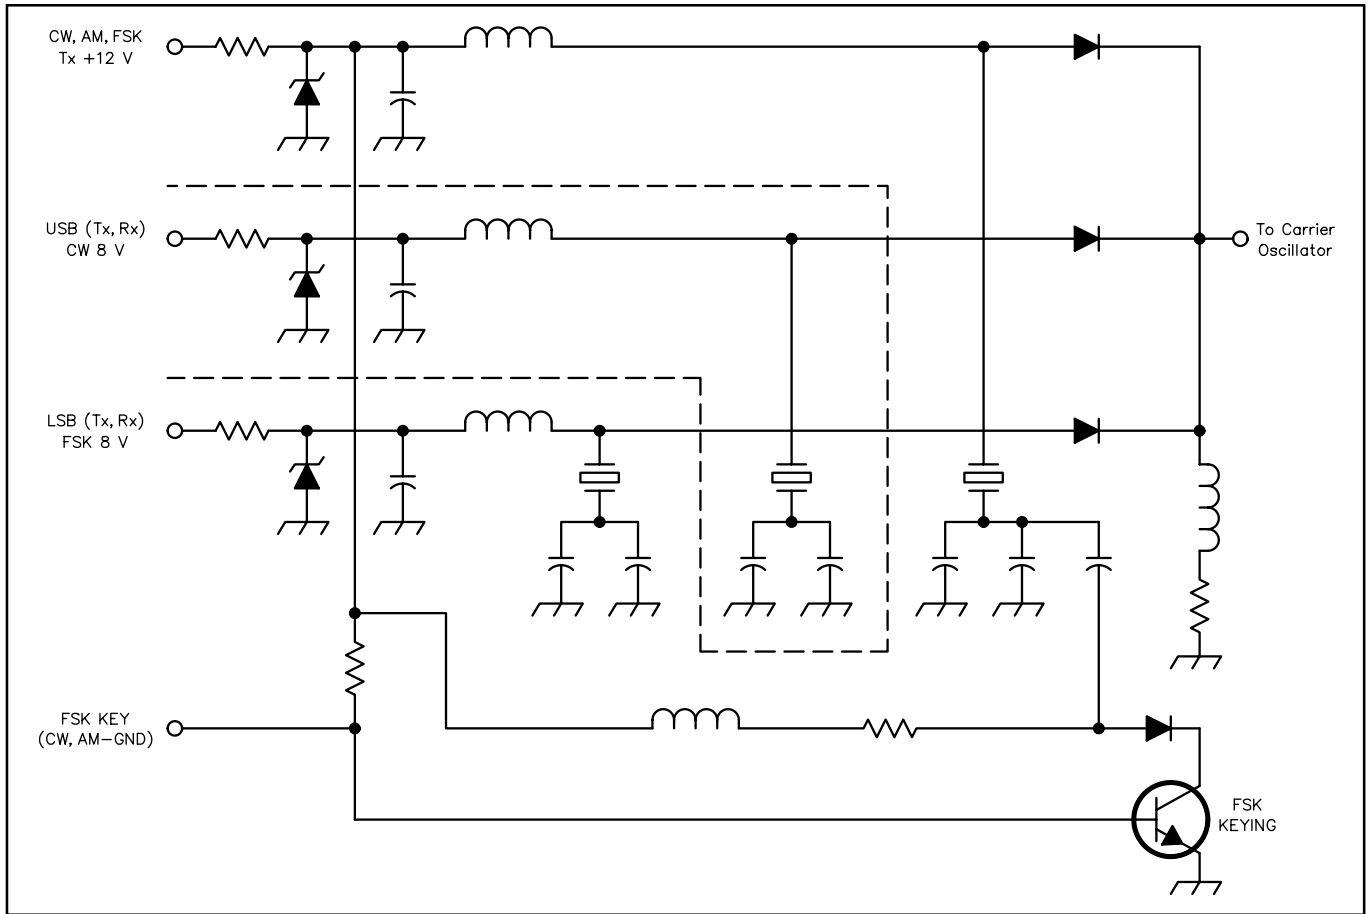 CW, AM, FSK
Tx +12 V
USB (Tx, Rx)
CW 8 V
To Carrier
Oscillator
LSB (Tx, Rx)
FSK 8 V
FSK KEY
(CW, AM-GND)
FSK
KEYING